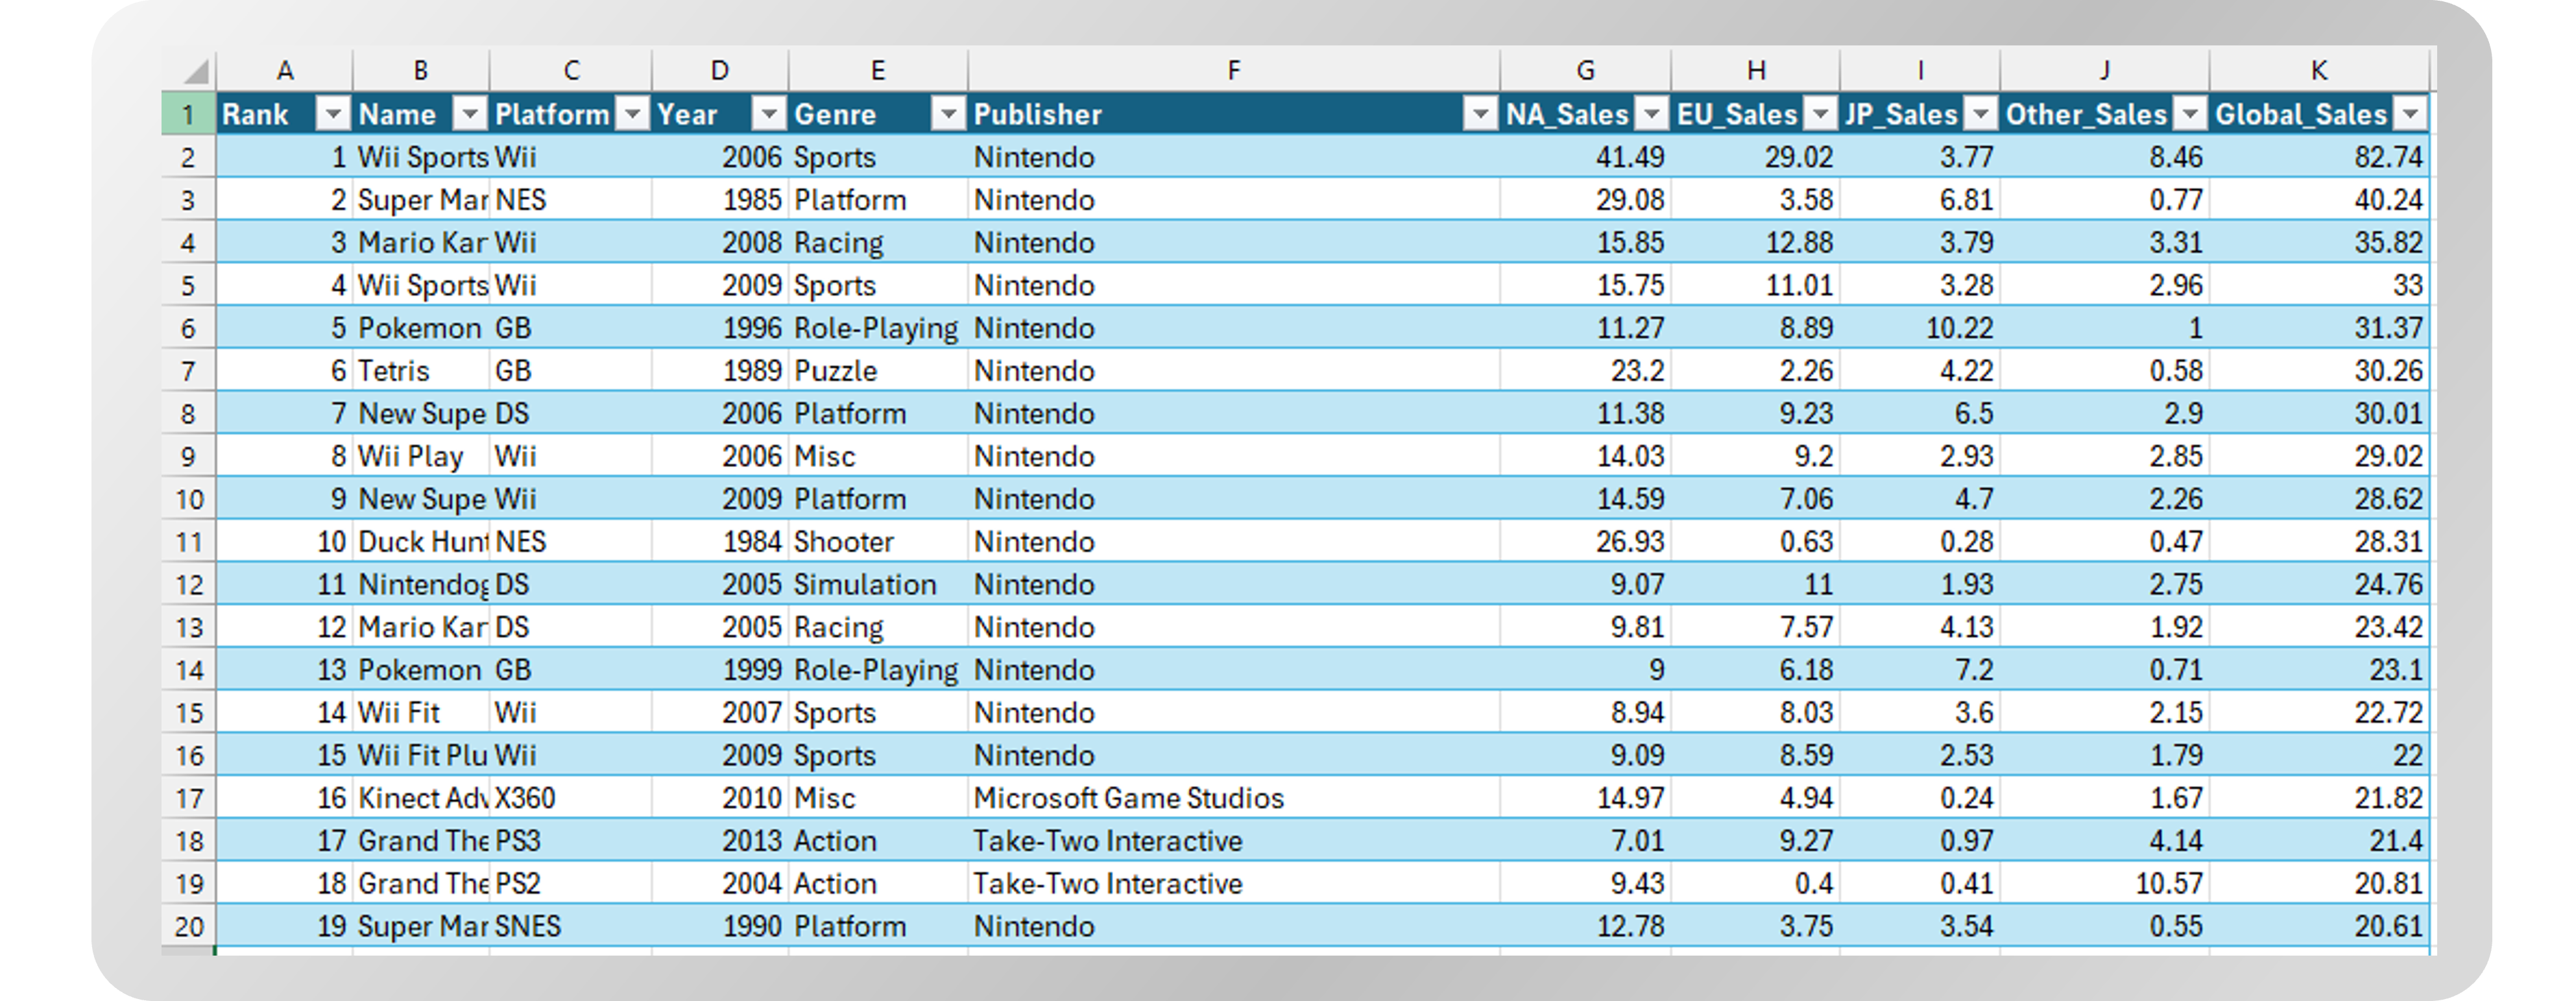 A B C D E F G H I J K
1 Rank Name Platform Year Genre Publisher NA_Sales EU_Sales JP_Sales Other_Sales Global_Sales
2 1 Wii Sports Wii 2006 Sports Nintendo 41.49 29.02 3.77 8.46 82.74
3 2 Super Mar NES 1985 Platform Nintendo 29.08 3.58 6.81 0.77 40.24
4 3 Mario Kar Wii 2008 Racing Nintendo 15.85 12.88 3.79 3.31 35.82
5 4 Wii Sports Wii 2009 Sports Nintendo 15.75 11.01 3.28 2.96 33
6 5 Pokemon GB 1996 Role-Playing Nintendo 11.27 8.89 10.22 1 31.37
7 6 Tetris GB 1989 Puzzle Nintendo 23.2 2.26 4.22 0.58 30.26
8 7 New Supe DS 2006 Platform Nintendo 11.38 9.23 6.5 2.9 30.01
9 8 Wii Play Wii 2006 Misc Nintendo 14.03 9.2 2.93 2.85 29.02
10 9 New Supe Wii 2009 Platform Nintendo 14.59 7.06 4.7 2.26 28.62
11 10 Duck Hunt NES 1984 Shooter Nintendo 26.93 0.63 0.28 0.47 28.31
12 11 Nintendog DS 2005 Simulation Nintendo 9.07 11 1.93 2.75 24.76
13 12 Mario Kar DS 2005 Racing Nintendo 9.81 7.57 4.13 1.92 23.42
14 13 Pokemon GB 1999 Role-Playing Nintendo 9 6.18 7.2 0.71 23.1
15 14 Wii Fit Wii 2007 Sports Nintendo 8.94 8.03 3.6 2.15 22.72
16 15 Wii Fit Plu Wii 2009 Sports Nintendo 9.09 8.59 2.53 1.79 22
17 16 Kinect Adv X360 2010 Misc Microsoft Game Studios 14.97 4.94 0.24 1.67 21.82
18 17 Grand The PS3 2013 Action Take-Two Interactive 7.01 9.27 0.97 4.14 21.4
19 18 Grand The PS2 2004 Action Take-Two Interactive 9.43 0.4 0.41 10.57 20.81
20 19 Super Mar SNES 1990 Platform Nintendo 12.78 3.75 3.54 0.55 20.61